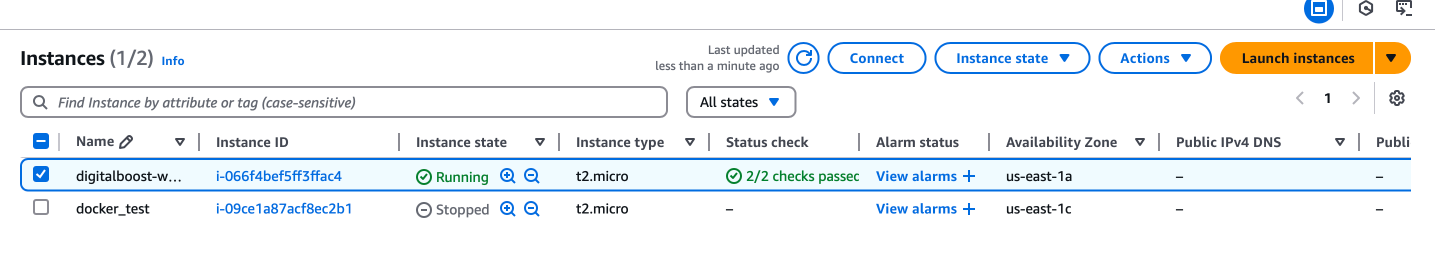 Instances (1/2) Info
Last updated
less than a minute ago
Connect
Instance state
Actions
Launch instances
Find Instance by attribute or tag (case-sensitive)
All states
1
Name Instance ID Instance state Instance type Status check Alarm status Availability Zone Public IPv4 DNS Publi
digitalboost-w... i-066f4bef5ff3ffac4 Running t2.micro 2/2 checks passec View alarms + us-east-1a – –
docker_test i-09ce1a87acf8ec2b1 Stopped t2.micro – View alarms + us-east-1c – –